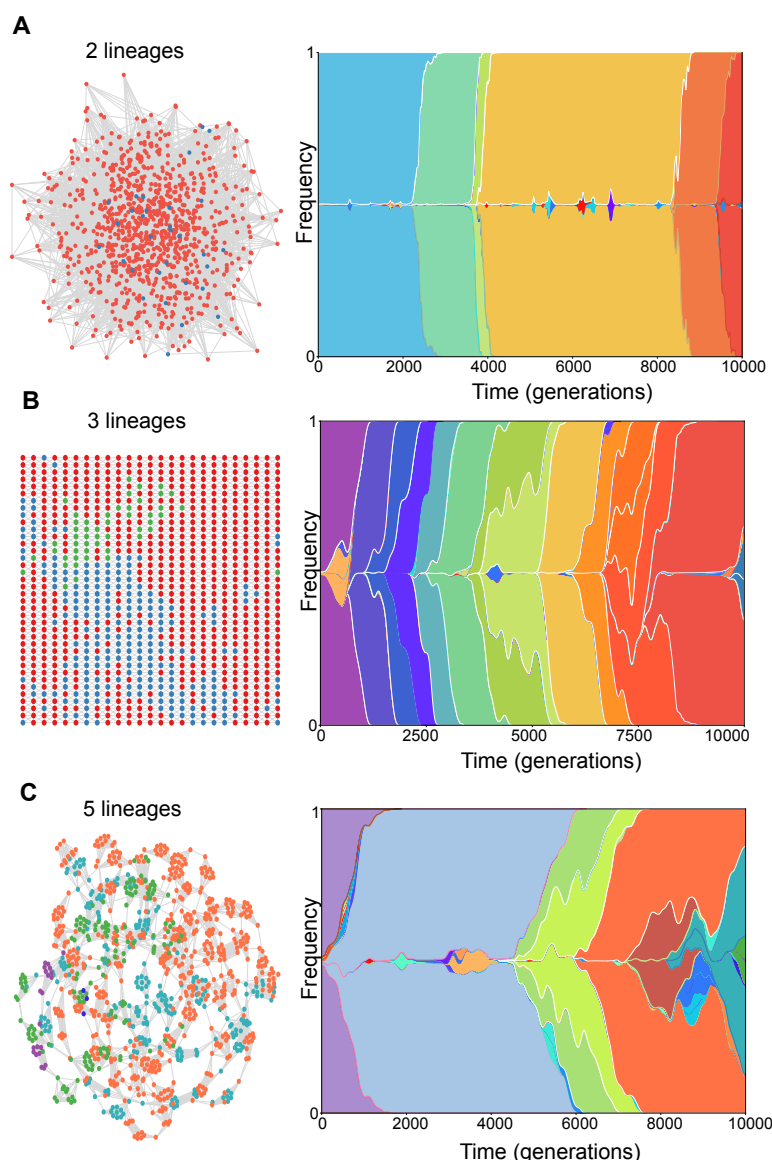 A
2 lineages
1
Frequency
0
0 2000 4000 6000 8000 10000
Time (generations)
B
3 lineages
1
Frequency
0
0 2500 5000 7500 10000
Time (generations)
C
5 lineages
1
Frequency
0
0 2000 4000 6000 8000 10000
Time (generations)